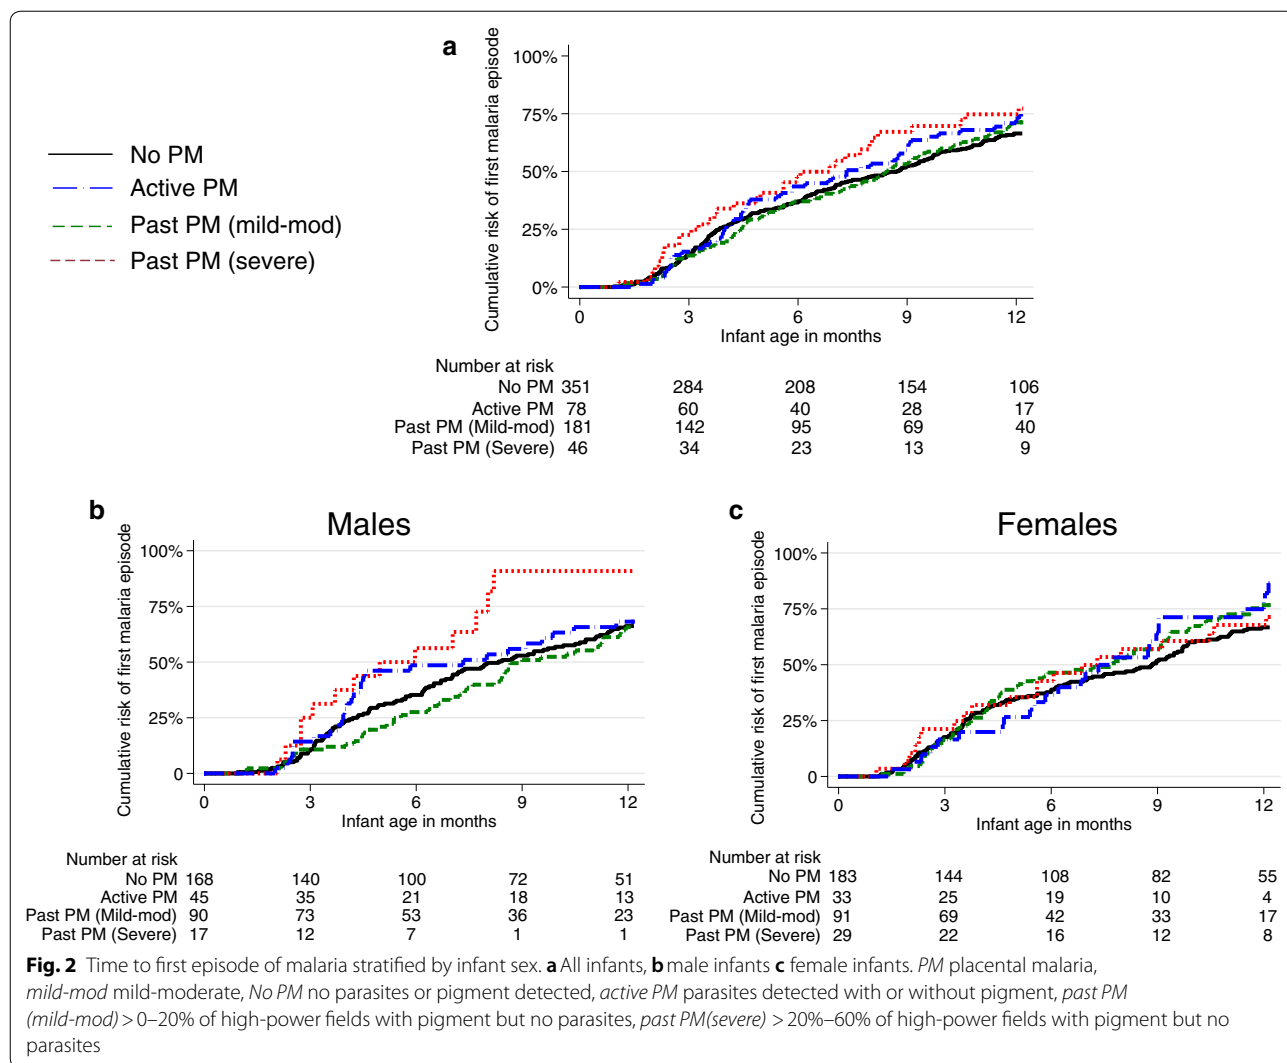 a
Cumulative risk of first malaria episode
100%
75%
50%
25%
0%
0 3 6 9 12
Infant age in months
No PM
Active PM
Past PM (mild-mod)
Past PM (severe)
Number at risk
No PM 351 284 208 154 106
Active PM 78 60 40 28 17
Past PM (Mild-mod) 181 142 95 69 40
Past PM (Severe) 46 34 23 13 9
b
Males
Cumulative risk of first malaria episode
100%
75%
50%
25%
0
0 3 6 9 12
Infant age in months
Number at risk
No PM 168 140 100 72 51
Active PM 45 35 21 18 13
Past PM (Mild-mod) 90 73 53 36 23
Past PM (Severe) 17 12 7 1 1
c
Females
Cumulative risk of first malaria episode
100%
75%
50%
25%
0
0 3 6 9 12
Infant age in months
Number at risk
No PM 183 144 108 82 55
Active PM 33 25 19 10 4
Past PM (Mild-mod) 91 69 42 33 17
Past PM (Severe) 29 22 16 12 8
Fig. 2 Time to first episode of malaria stratified by infant sex. a All infants, b male infants c female infants. PM placental malaria,
mild-mod mild-moderate, No PM no parasites or pigment detected, active PM parasites detected with or without pigment, past PM
(mild-mod) > 0–20% of high-power fields with pigment but no parasites, past PM(severe) > 20%–60% of high-power fields with pigment but no
parasites